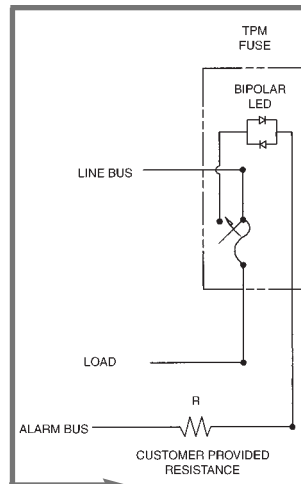 TPM
FUSE
BIPOLAR
LED
LINE BUS
LOAD
R
ALARM BUS
CUSTOMER PROVIDED
RESISTANCE